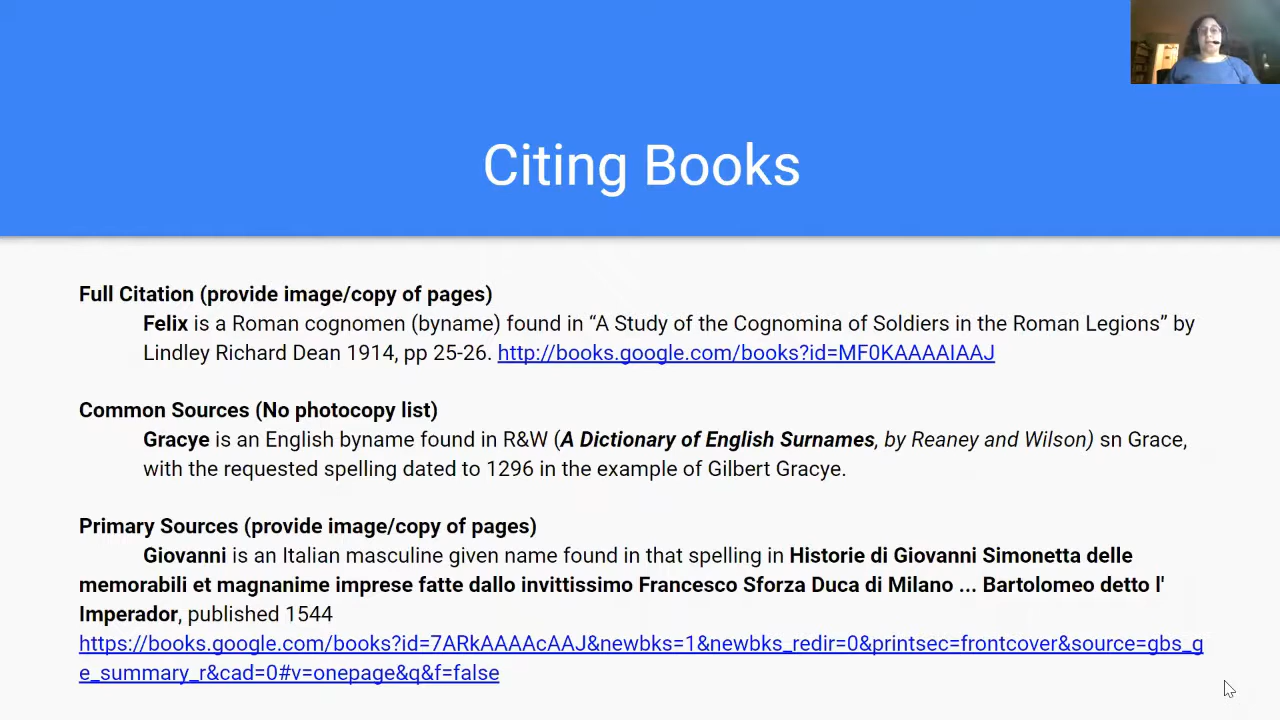 Citing Books
Full Citation (provide image/copy of pages)
Felix is a Roman cognomen (byname) found in “A Study of the Cognomina of Soldiers in the Roman Legions” by
Lindley Richard Dean 1914, pp 25-26. http://books.google.com/books?id=MF0KAAAAIAAJ
Common Sources (No photocopy list)
Gracye is an English byname found in R&W (A Dictionary of English Surnames, by Reaney and Wilson) sn Grace,
with the requested spelling dated to 1296 in the example of Gilbert Gracye.
Primary Sources (provide image/copy of pages)
Giovanni is an Italian masculine given name found in that spelling in Historie di Giovanni Simonetta delle
memorabili et magnanime imprese fatte dallo invittissimo Francesco Sforza Duca di Milano ... Bartolomeo detto l'
Imperador, published 1544
https://books.google.com/books?id=7ARkAAAAcAAJ&newbks=1&newbks_redir=0&printsec=frontcover&source=gbs_g
e_summary_r&cad=0#v=onepage&q&f=false